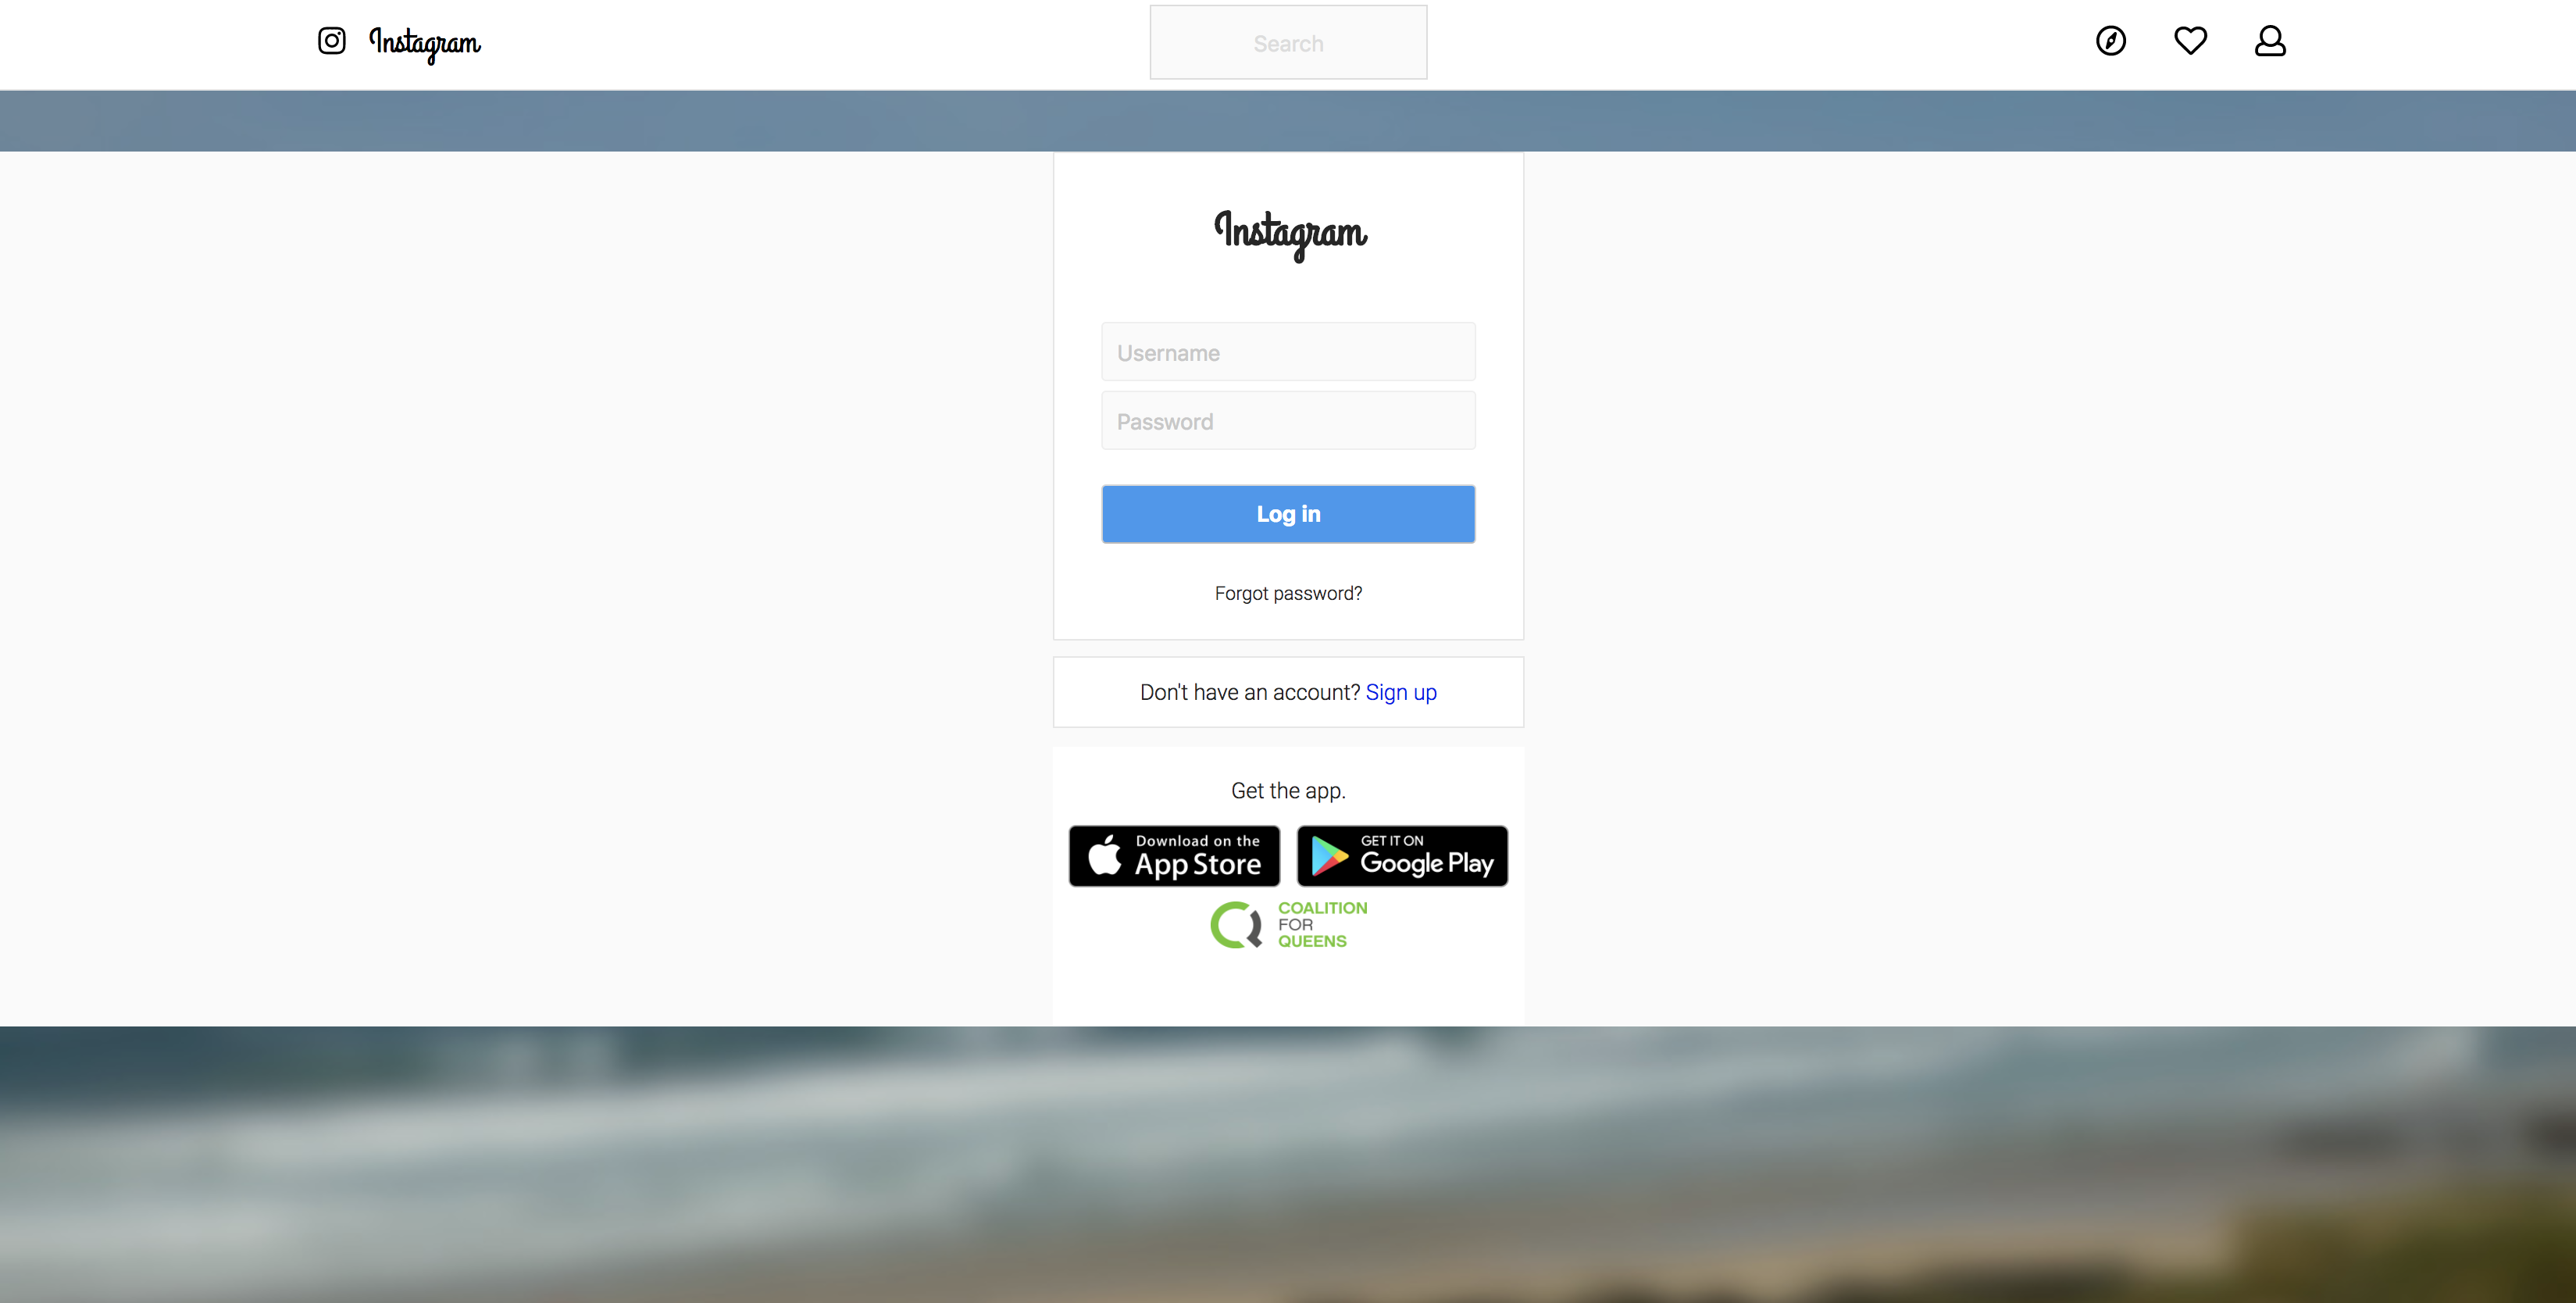 Instagram
Search
Instagram
Username
Password
Log in
Forgot password?
Don't have an account? Sign up
Get the app.
Download on the
App Store
GET IT ON
Google Play
COALITION
FOR
QUEENS